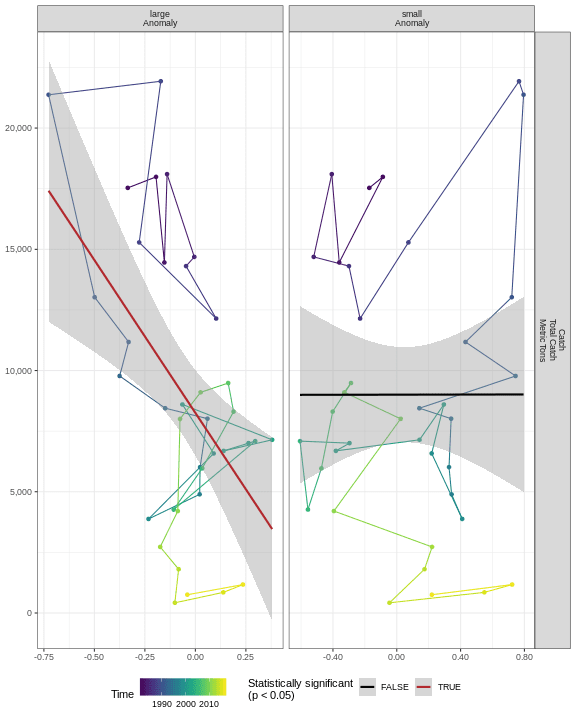 large
Anomaly
small
Anomaly
20,000
15,000
10,000
5,000
0
Catch
Total Catch
Metric Tons
-0.75 -0.50 -0.25 0.00 0.25
-0.40 0.00 0.40 0.80
Time
1990 2000 2010
Statistically significant
(p < 0.05)
FALSE
TRUE